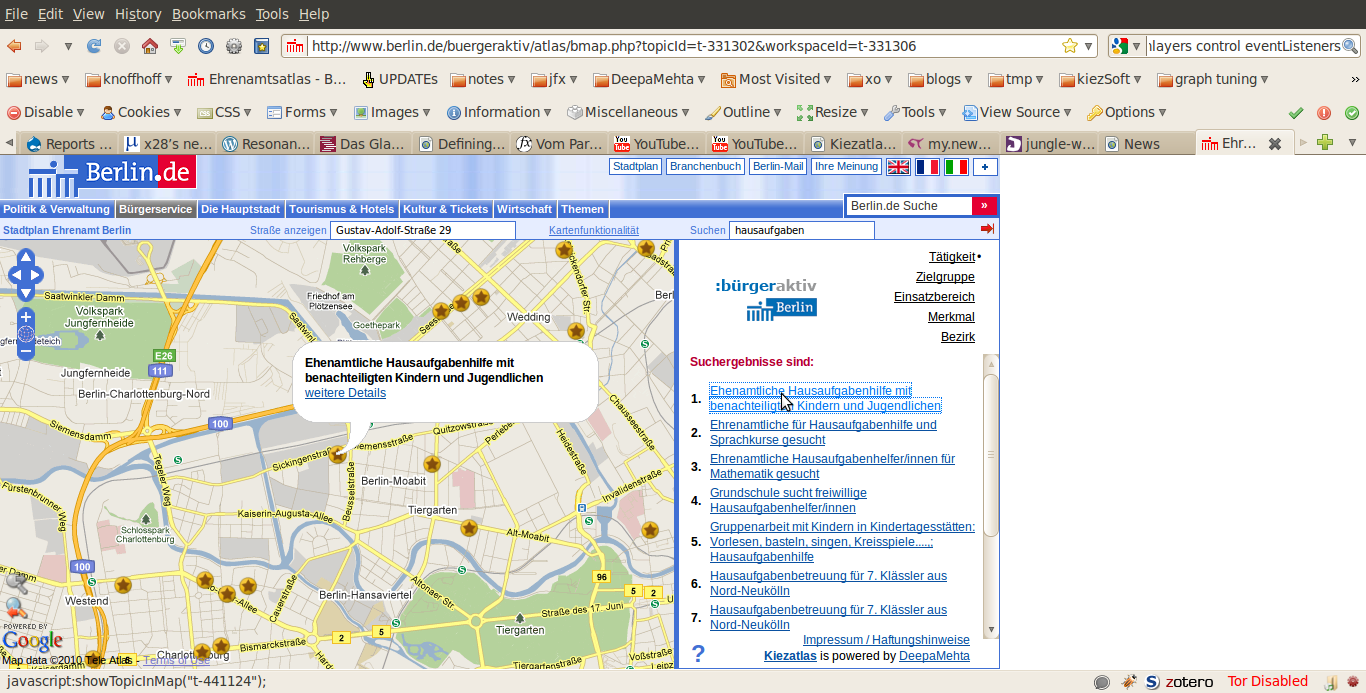 File Edit View History Bookmarks Tools Help
http://www.berlin.de/buergeraktiv/atlas/bmap.php?topicId=t-331302&workspaceId=t-331306
layers control eventListeners
news knoffhoff Ehrenamtsatlas - B... UPDATEs notes jfx DeepaMehta Most Visited xo blogs tmp kiezSoft graph tuning »
Disable Cookies CSS Forms Images Information Miscellaneous Outline Resize Tools View Source Options
Reports ... x28's ne... Resonan... Das Gla... Defining... Vom Par... YouTube... YouTube... Kiezatla... my.new... jungle-w... News Ehr...
Berlin.de
Stadtplan Branchenbuch Berlin-Mail Ihre Meinung +
Politik & Verwaltung Bürgerservice Die Hauptstadt Tourismus & Hotels Kultur & Tickets Wirtschaft Themen
Berlin.de Suche »
Stadtplan Ehrenamt Berlin Straße anzeigen Gustav-Adolf-Straße 29 Kartenfunktionalität Suchen hausaufgaben
Volkspark
Rehberge
Saatwinkler Damm
Volkspark
Jungfernheide
Friedhof am
Plötzensee
Goethepark
Wedding
E26
111
Jungfernheide
Berlin-Charlottenburg-Nord
100
Siemensdamm
Ehenamtliche Hausaufgabenhilfe mit
benachteiligten Kindern und Jugendlichen
weitere Details
Chausseestraße
Quitzowstraße
Perleber
Heidestraße
Siemensstraße
Sickingenstraße
Beusselstraße
Berlin-Moabit
Tegeler Weg
Fürstenbrunner Weg
Invalidenstraße
Tiergarten
Kaiserin-Augusta-Allee
Schlosspark
Charlottenburg
Alt-Moabit
100
96
Westend
Cauerstraße
Berlin-Hansaviertel
Altonaer Str
5 2
Straße des 17 Juni
Tiergarten
Bismarckstraße
2
5
Charlottenburg
Tiergartenstraße
POWERED BY
Google
Map data ©2010 Tele Atlas - Terms of Use
:bürgeraktiv
Berlin
Tätigkeit•
Zielgruppe
Einsatzbereich
Merkmal
Bezirk
Suchergebnisse sind:
1. Ehenamtliche Hausaufgabenhilfe mit
benachteiligten Kindern und Jugendlichen
2. Ehrenamtliche für Hausaufgabenhilfe und
Sprachkurse gesucht
3. Ehrenamtliche Hausaufgabenhelfer/innen für
Mathematik gesucht
4. Grundschule sucht freiwillige
Hausaufgabenhelfer/innen
5. Gruppenarbeit mit Kindern in Kindertagesstätten:
Vorlesen, basteln, singen, Kreisspiele.....;
Hausaufgabenhilfe
6. Hausaufgabenbetreuung für 7. Klässler aus
Nord-Neukölln
7. Hausaufgabenbetreuung für 7. Klässler aus
Nord-Neukölln
Impressum / Haftungshinweise
? Kiezatlas is powered by DeepaMehta
javascript:showTopicInMap("t-441124");
zotero Tor Disabled